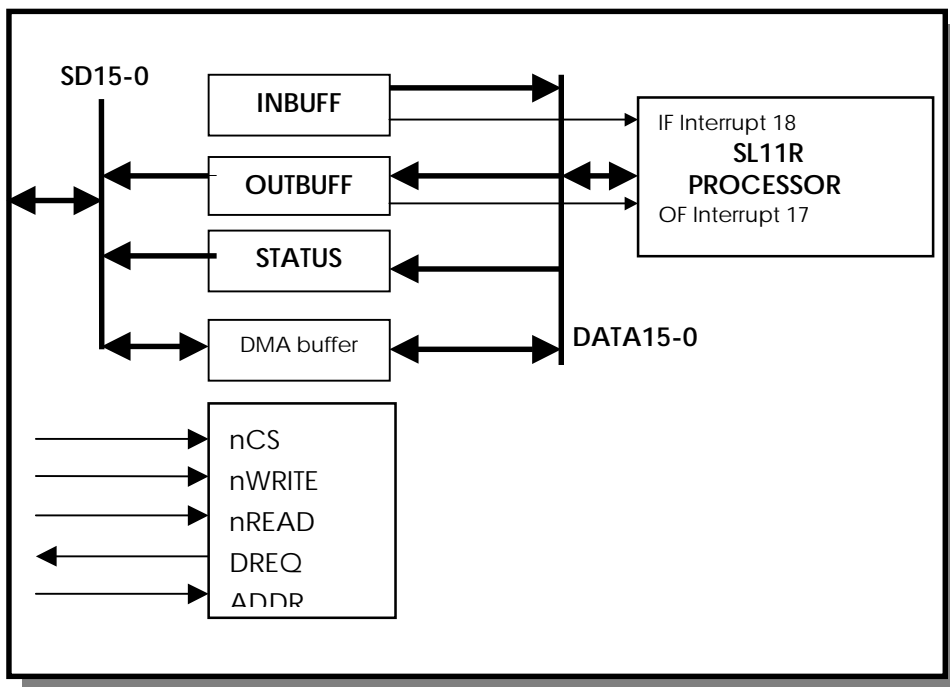 SD15-0
INBUFF
OUTBUFF
STATUS
DMA buffer
IF Interrupt 18
SL11R
PROCESSOR
OF Interrupt 17
DATA15-0
nCS
nWRITE
nREAD
DREQ
ADDR